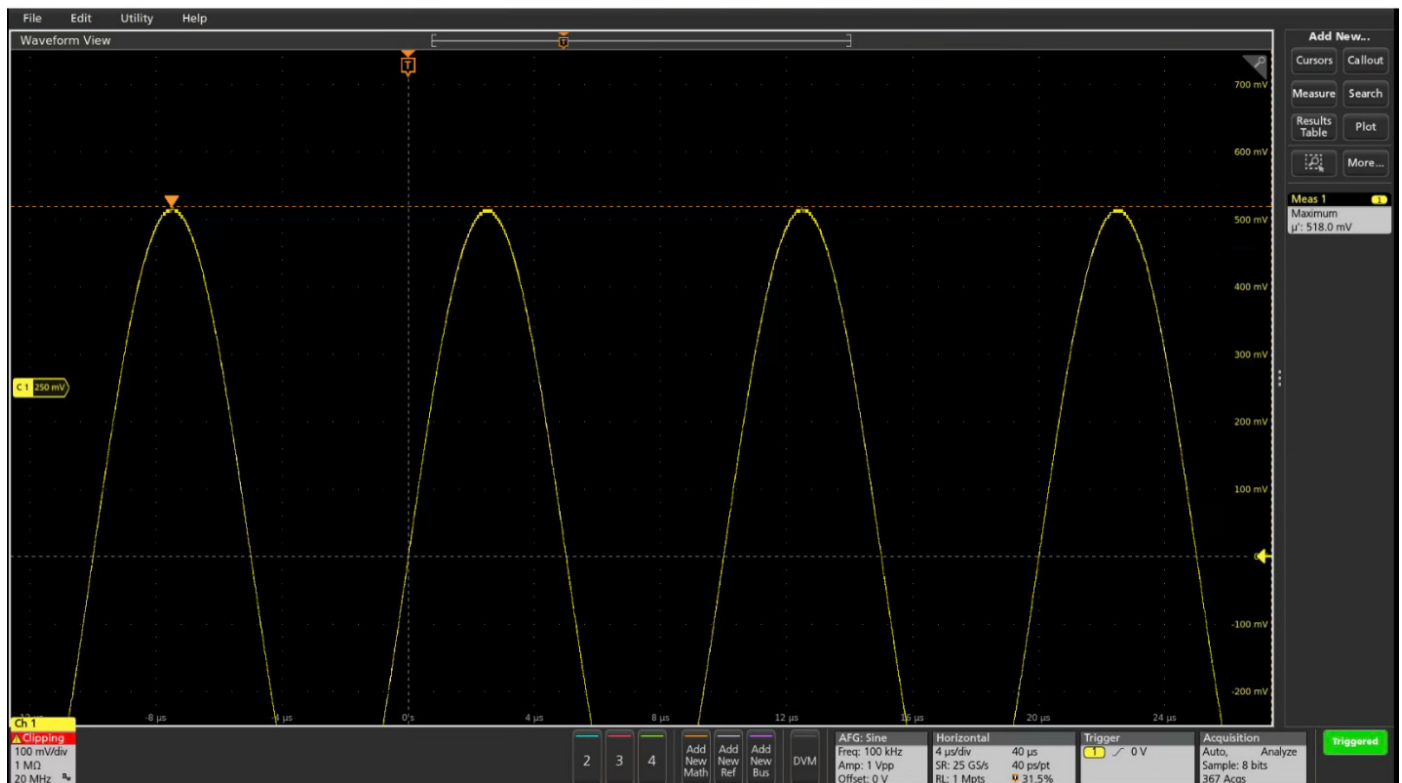 File Edit Utility Help
Waveform View
T
T
700 mV
600 mV
500 mV
400 mV
300 mV
200 mV
100 mV
-100 mV
-200 mV
C 1 250 mV
-8 µs -4 µs 0 s 4 µs 8 µs 12 µs 16 µs 20 µs 24 µs
Add New...
Cursors Callout
Measure Search
Results Table Plot
More...
Meas 1 1
Maximum
µ': 518.0 mV
Ch 1
Clipping
100 mV/div
1 MΩ
20 MHz
2 3 4
Add New Math
Add New Ref
Add New Bus
DVM
AFG: Sine
Freq: 100 kHz
Amp: 1 Vpp
Offset: 0 V
Horizontal
4 µs/div 40 µs
SR: 25 GS/s 40 ps/pt
RL: 1 Mpts 31.5%
Trigger
1 0 V
Acquisition
Auto, Analyze
Sample: 8 bits
367 Acqs
Triggered